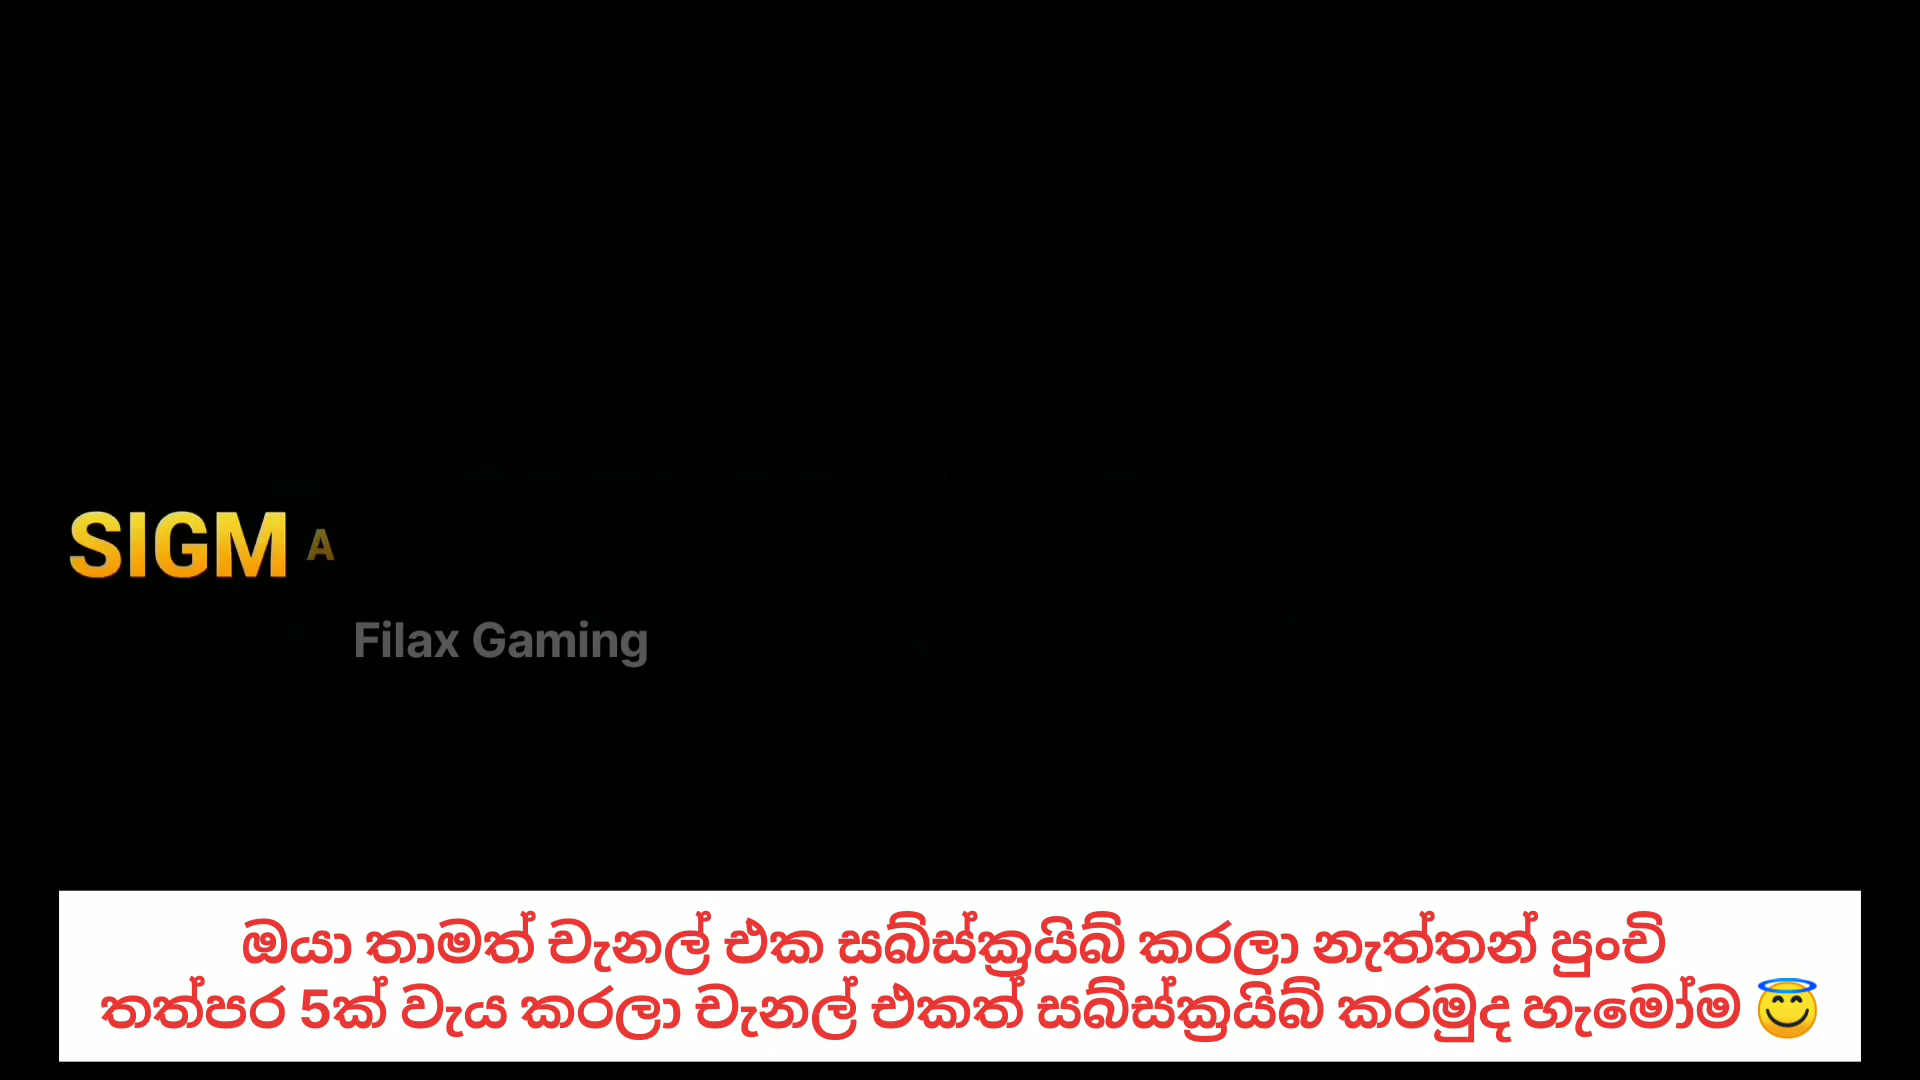 SIGMA
Filax Gaming
ඔයා තාමත් චැනල් එක සබ්ස්ක්‍රයිබ් කරලා නැත්තන් පුංචි
තත්පර 5ක් වැය කරලා චැනල් එකත් සබ්ස්ක්‍රයිබ් කරමුද හැමෝම 😇